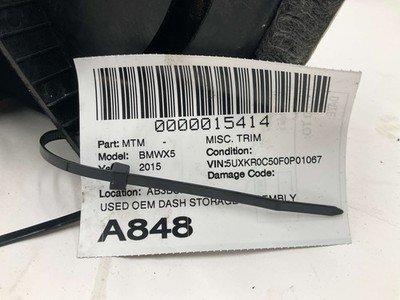 0000015414
Part: MTM - MISC. TRIM
Model: BMWX5 Condition:
2015 VIN:5UXKR0C50F0P01067
Damage Code:
Location:
USED OEM DASH STORAGE
A848